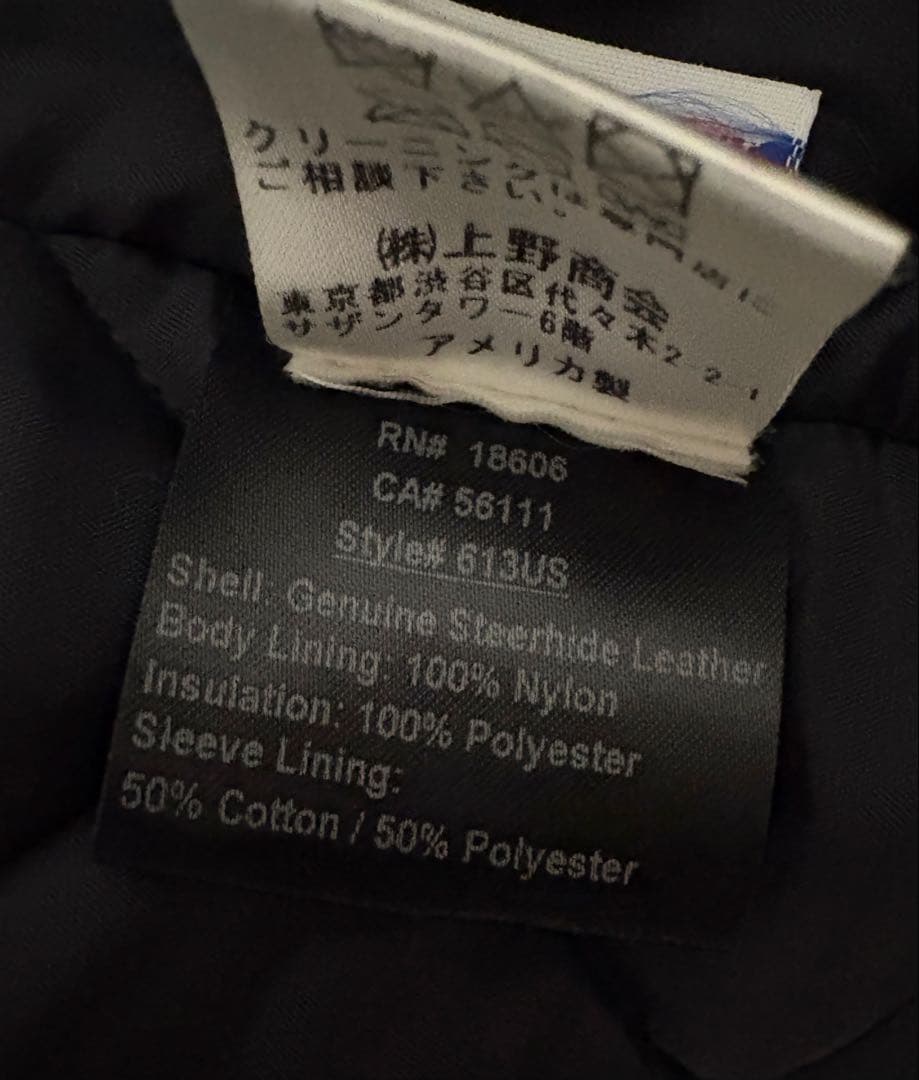 クリーニン
ご相談下さい
(株)上野商会
東京都渋谷区代々木2-2-1
サザンタワー6階
アメリカ製
RN# 18606
CA# 56111
Style# 613US
Shell: Genuine Steerhide Leather
Body Lining: 100% Nylon
Insulation: 100% Polyester
Sleeve Lining:
50% Cotton / 50% Polyester